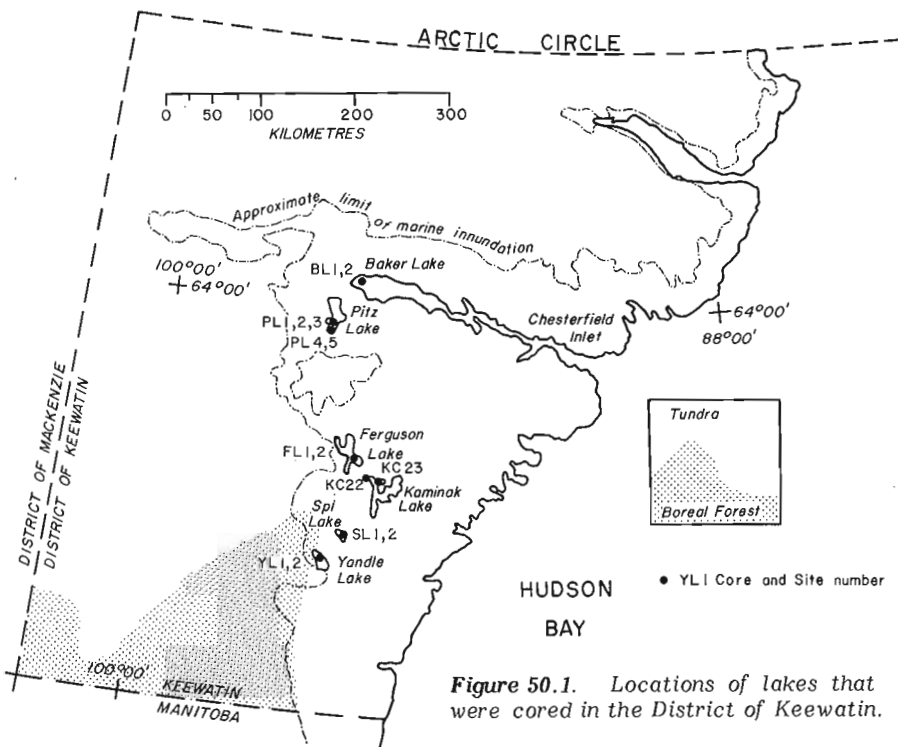 ARCTIC CIRCLE
0 50 100 200 300
KILOMETRES
Approximate limit of marine innundation
100°00'
64°00'
BL1,2 Baker Lake
PL1,2,3 Pitz Lake
PL4,5
Chesterfield Inlet
64°00'
88°00'
DISTRICT OF MACKENZIE
DISTRICT OF KEEWATIN
Tundra
Boreal Forest
FL1,2 Ferguson Lake
KC22
KC23
Kaminak Lake
Spi Lake
SL1,2
YL1,2 Yandle Lake
HUDSON BAY
• YL1 Core and Site number
100°00'
KEEWATIN
MANITOBA
Figure 50.1. Locations of lakes that
were cored in the District of Keewatin.